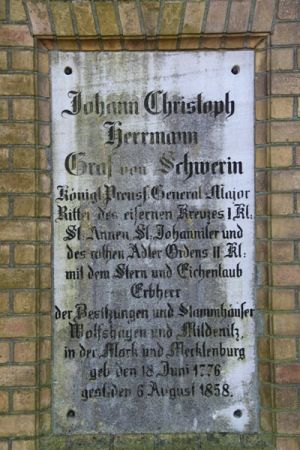 Johann Christoph
Herrmann
Graf von Schwerin
Königl. Preuss. General Major
Ritter des eisernen Kreuzes I. Kl.
St. Annen, St. Johanniter und
des rothen Adler Ordens II. Kl.
mit dem Stern und Eichenlaub
Erbherr
der Besitzungen und Stammhäuser
Wolfshagen und Mildenitz,
in der Mark und Mecklenburg
geb. den 18. Juni 1776
gest. den 6. August 1858.